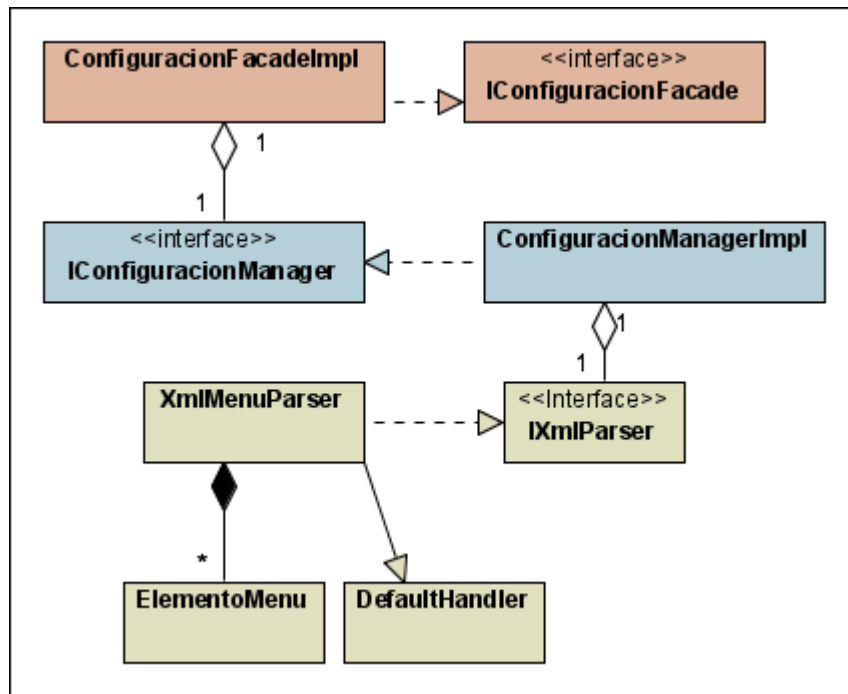 ConfiguracionFacadeImpl
<<interface>>
IConfiguracionFacade
1
1
<<interface>>
IConfiguracionManager
ConfiguracionManagerImpl
1
1
XmlMenuParser
<<Interface>>
IXmlParser
*
ElementoMenu
DefaultHandler